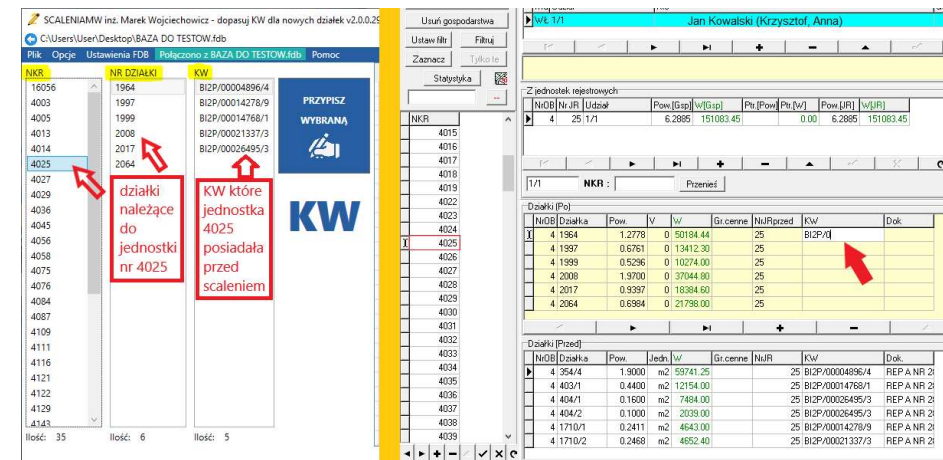 SCALENIAMW inż. Marek Wojciechowicz - dopasuj KW dla nowych działek v2.0.0.29
C:\Users\User\Desktop\BAZA DO TESTOW.fdb
Plik Opcje Ustawienia FDB Połączono z BAZA DO TESTOW.fdb Pomoc
NKR
16056
4003
4005
4013
4014
4025
4027
4029
4036
4045
4056
4058
4075
4076
4084
4087
4109
4111
4116
4121
4122
4129
4143
Ilość: 35
NR DZIAŁKI
1964
1997
1999
2008
2017
2064
działki
należące
do
jednostki
nr 4025
Ilość: 6
KW
BI2P/00004896/4
BI2P/00014278/9
BI2P/00014768/1
BI2P/00021337/3
BI2P/00026495/3
KW które
jednostka
4025
posiadała
przed
scaleniem
Ilość: 5
PRZYPISZ
WYBRANĄ
KW
Usuń gospodarstwa
Ustaw filtr Filtruj
Zaznacz Tylko te
Statystyka
--
NKR
4015
4016
4017
4018
4019
4022
4023
4024
4025
4026
4027
4028
4029
4030
4031
4032
4033
4034
4035
4036
4037
4038
4039
WŁ 1/1 Jan Kowalski (Krzysztof, Anna)
Z jednostek rejestrowych
NrOB Nr JR Udział Pow.[Gsp] W[Gsp] Ptr.[Pow] Ptr.[W] Pow.[JR] W[JR]
4 25 1/1 6.2885 151083.45 0.00 6.2885 151083.45
1/1 NKR : Przenieś
Działki (Po)
NrOB Działka Pow. V W Gr.cenne NrJRprzed KW Dok
4 1964 1.2778 0 50184.44 25 BI2P/0
4 1997 0.6761 0 13412.30 25
4 1999 0.5296 0 10274.00 25
4 2008 1.9700 0 37044.80 25
4 2017 0.9397 0 18384.60 25
4 2064 0.6984 0 21798.00 25
Działki [Przed]
NrOB Działka Pow. Jedn. W Gr.cenne NrJR KW Dok.
4 354/4 1.9000 m2 59741.25 25 BI2P/00004896/4 REP A NR 2
4 403/1 0.4400 m2 12154.00 25 BI2P/00014768/1 REP A NR 2
4 404/1 0.1600 m2 7484.00 25 BI2P/00026495/3 REP A NR 2
4 404/2 0.1000 m2 2039.00 25 BI2P/00026495/3 REP A NR 2
4 1710/1 0.2411 m2 4643.00 25 BI2P/00014278/9 REP A NR 2
4 1710/2 0.2468 m2 4652.40 25 BI2P/00021337/3 REP A NR 2